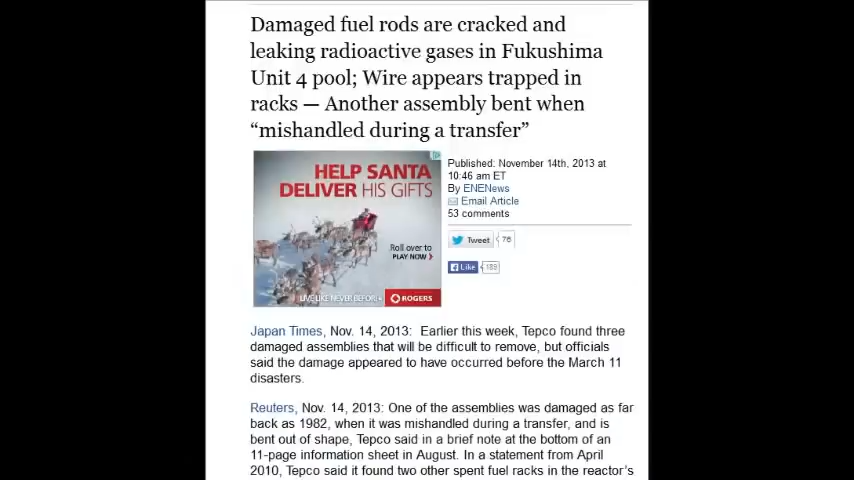 Damaged fuel rods are cracked and
leaking radioactive gases in Fukushima
Unit 4 pool; Wire appears trapped in
racks — Another assembly bent when
“mishandled during a transfer”
HELP SANTA
DELIVER HIS GIFTS
Roll over to
PLAY NOW
LIVE LIKE NEVER BEFORE
ROGERS
Published: November 14th, 2013 at
10:46 am ET
By ENENews
Email Article
53 comments
Tweet 76
Like 189
Japan Times, Nov. 14, 2013: Earlier this week, Tepco found three
damaged assemblies that will be difficult to remove, but officials
said the damage appeared to have occurred before the March 11
disasters.
Reuters, Nov. 14, 2013: One of the assemblies was damaged as far
back as 1982, when it was mishandled during a transfer, and is
bent out of shape, Tepco said in a brief note at the bottom of an
11-page information sheet in August. In a statement from April
2010, Tepco said it found two other spent fuel racks in the reactor’s